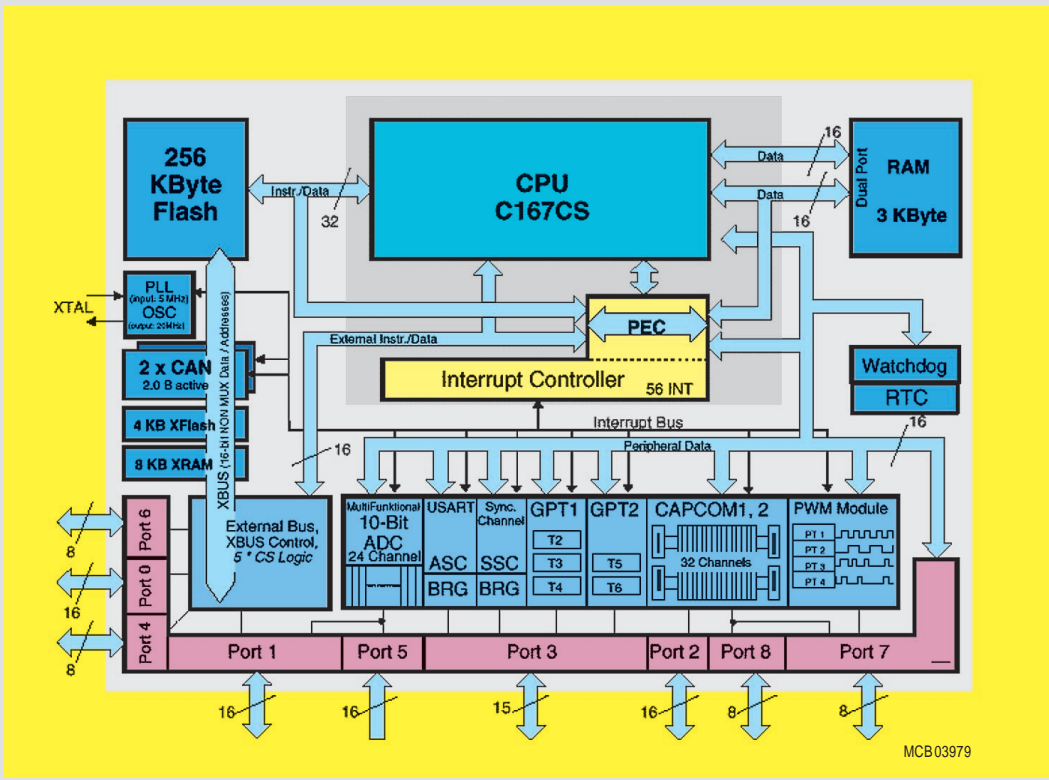 256
KByte
Flash
Instr./Data
32
CPU
C167CS
Data
16
Data
16
Dual Port
RAM
3 KByte
XTAL
PLL
(input: 5 MHz)
OSC
(output: 20MHz)
2 x CAN
2.0 B active
4 KB XFlash
8 KB XRAM
XBUS (16-bit NON MUX Data / Addresses)
External Instr./Data
PEC
Interrupt Controller
56 INT
Watchdog
RTC
Interrupt Bus
16
Peripheral Data
16
External Bus,
XBUS Control,
5 * CS Logic
MultiFunktional
10-Bit
ADC
24 Channel
USART
ASC
BRG
Sync.
Channel
SSC
BRG
GPT1
T2
T3
T4
GPT2
T5
T6
CAPCOM1, 2
32 Channels
PWM Module
PT 1
PT 2
PT 3
PT 4
Port 6
8
Port 0
16
Port 4
8
Port 1
Port 5
Port 3
Port 2
Port 8
Port 7
16
16
15
16
8
8
MCB03979